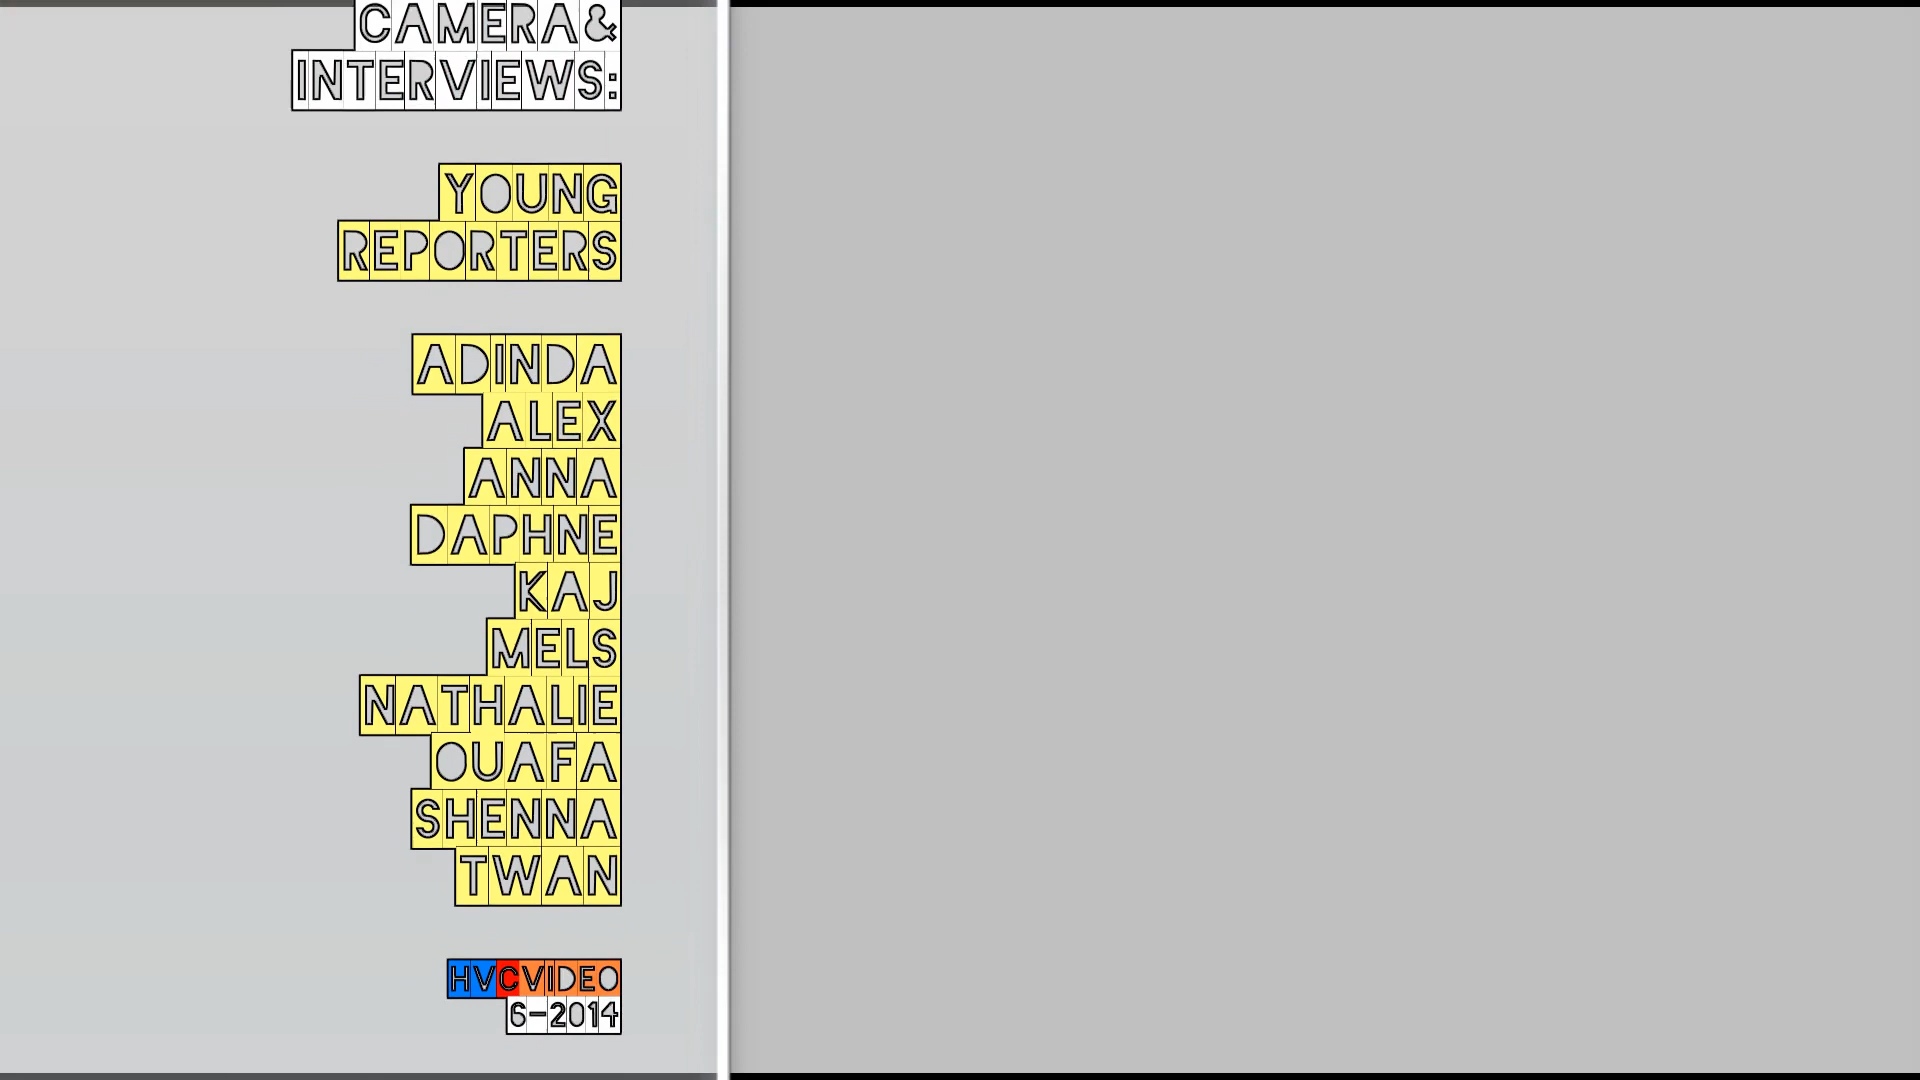 CAMERA&
INTERVIEWS:
YOUNG
REPORTERS
ADINDA
ALEX
ANNA
DAPHNE
KAJ
MELS
NATHALIE
OUAFA
SHENNA
TWAN
HVCVIDEO
6-2014